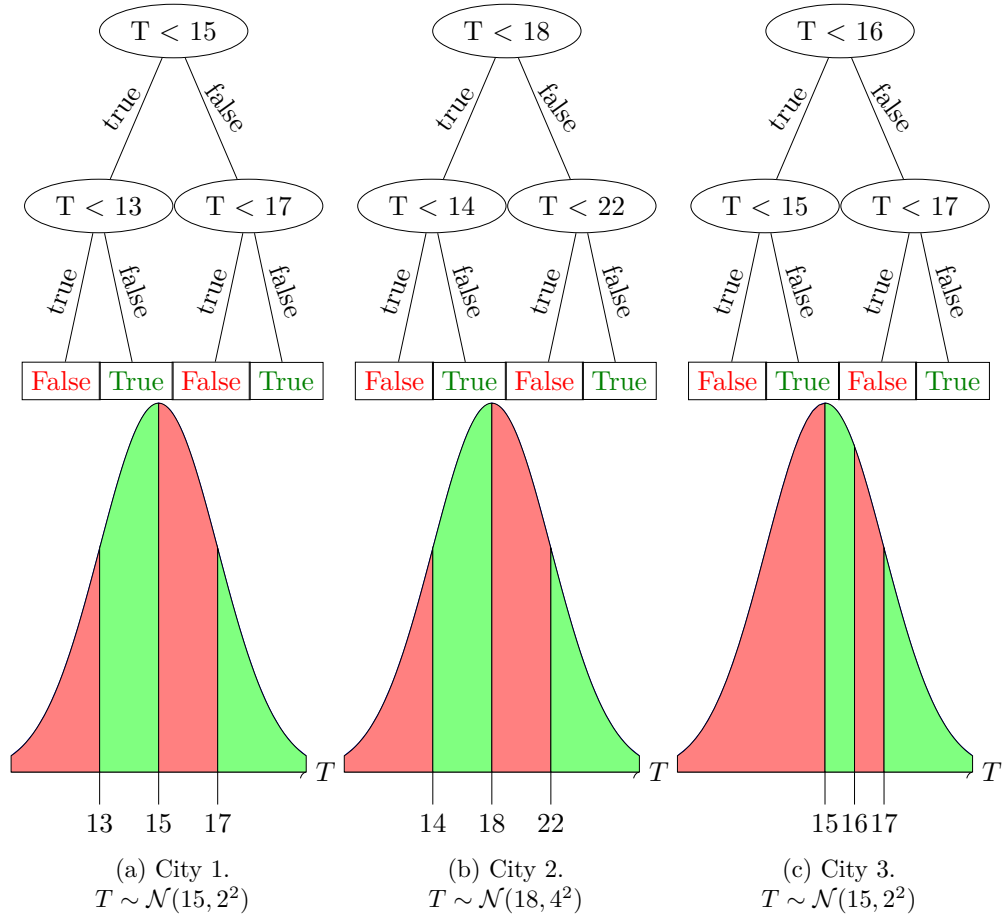 T < 15
T < 18
T < 16
true
false
true
false
true
false
T < 13
T < 17
T < 14
T < 22
T < 15
T < 17
true
false
true
false
true
false
true
false
true
false
true
false
False True False True
False True False True
False True False True
T
T
T
13 15 17
14 18 22
15 16 17
(a) City 1.
T ∼ N(15, 2²)
(b) City 2.
T ∼ N(18, 4²)
(c) City 3.
T ∼ N(15, 2²)